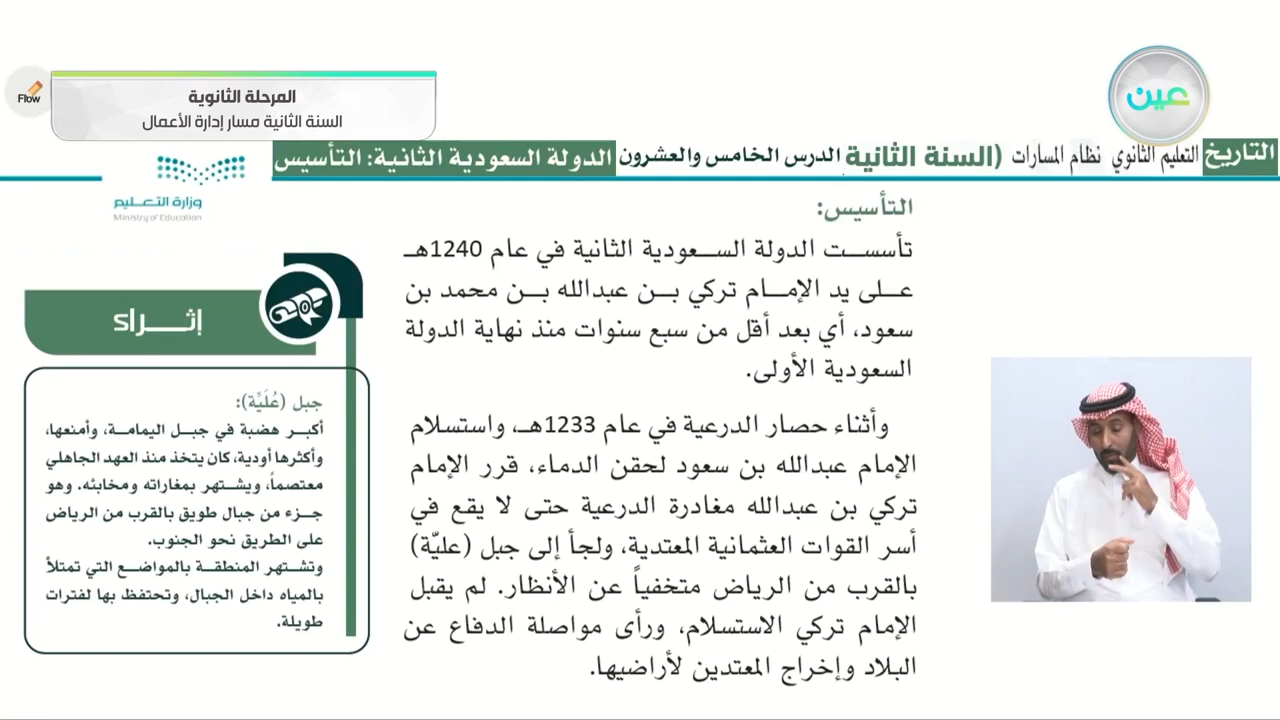 عين
Flow
المرحلة الثانوية
السنة الثانية مسار إدارة الأعمال
التاريخ التعليم الثانوي نظام المسارات (السنة الثانية الدرس الخامس والعشرون الدولة السعودية الثانية: التأسيس
وزارة التعليم
Ministry of Education
التأسيس:
تأسست الدولة السعودية الثانية في عام 1240هـ
على يد الإمام تركي بن عبدالله بن محمد بن
سعود، أي بعد أقل من سبع سنوات منذ نهاية الدولة
السعودية الأولى.
وأثناء حصار الدرعية في عام 1233هـ، واستسلام
الإمام عبدالله بن سعود لحقن الدماء، قرر الإمام
تركي بن عبدالله مغادرة الدرعية حتى لا يقع في
أسر القوات العثمانية المعتدية، ولجأ إلى جبل (عليّة)
بالقرب من الرياض متخفياً عن الأنظار. لم يقبل
الإمام تركي الاستسلام، ورأى مواصلة الدفاع عن
البلاد وإخراج المعتدين لأراضيها.
إثراء
جبل (عُلَيَّة):
أكبر هضبة في جبل اليمامة، وأمنعها،
وأكثرها أودية، كان يتخذ منذ العهد الجاهلي
معتصماً، ويشتهر بمغاراته ومخابئه. وهو
جزء من جبال طويق بالقرب من الرياض
على الطريق نحو الجنوب.
وتشتهر المنطقة بالمواضع التي تمتلأ
بالمياه داخل الجبال، وتحتفظ بها لفترات
طويلة.